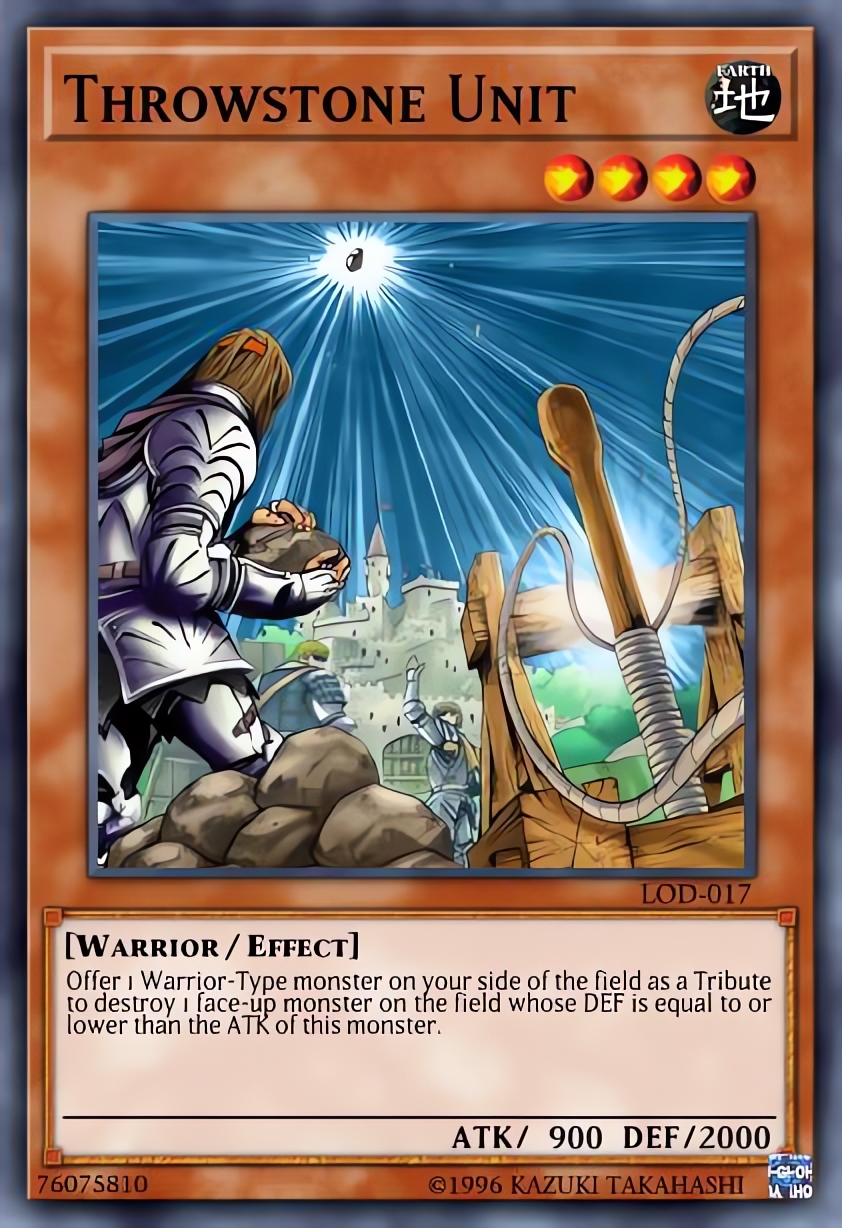 THROWSTONE UNIT
EARTH
地
LOD-017
[WARRIOR / EFFECT]
Offer 1 Warrior-Type monster on your side of the field as a Tribute
to destroy 1 face-up monster on the field whose DEF is equal to or
lower than the ATK of this monster.
ATK/ 900 DEF/2000
76075810
©1996 KAZUKI TAKAHASHI